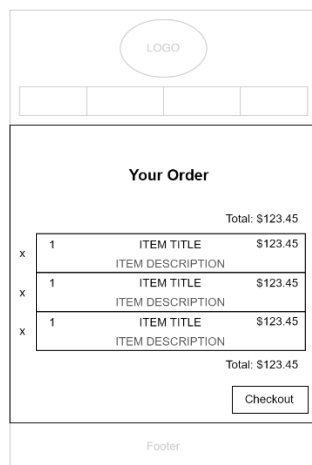 LOGO
Your Order
Total: $123.45
1 ITEM TITLE $123.45
x
ITEM DESCRIPTION
1 ITEM TITLE $123.45
x
ITEM DESCRIPTION
1 ITEM TITLE $123.45
x
ITEM DESCRIPTION
Total: $123.45
Checkout
Footer